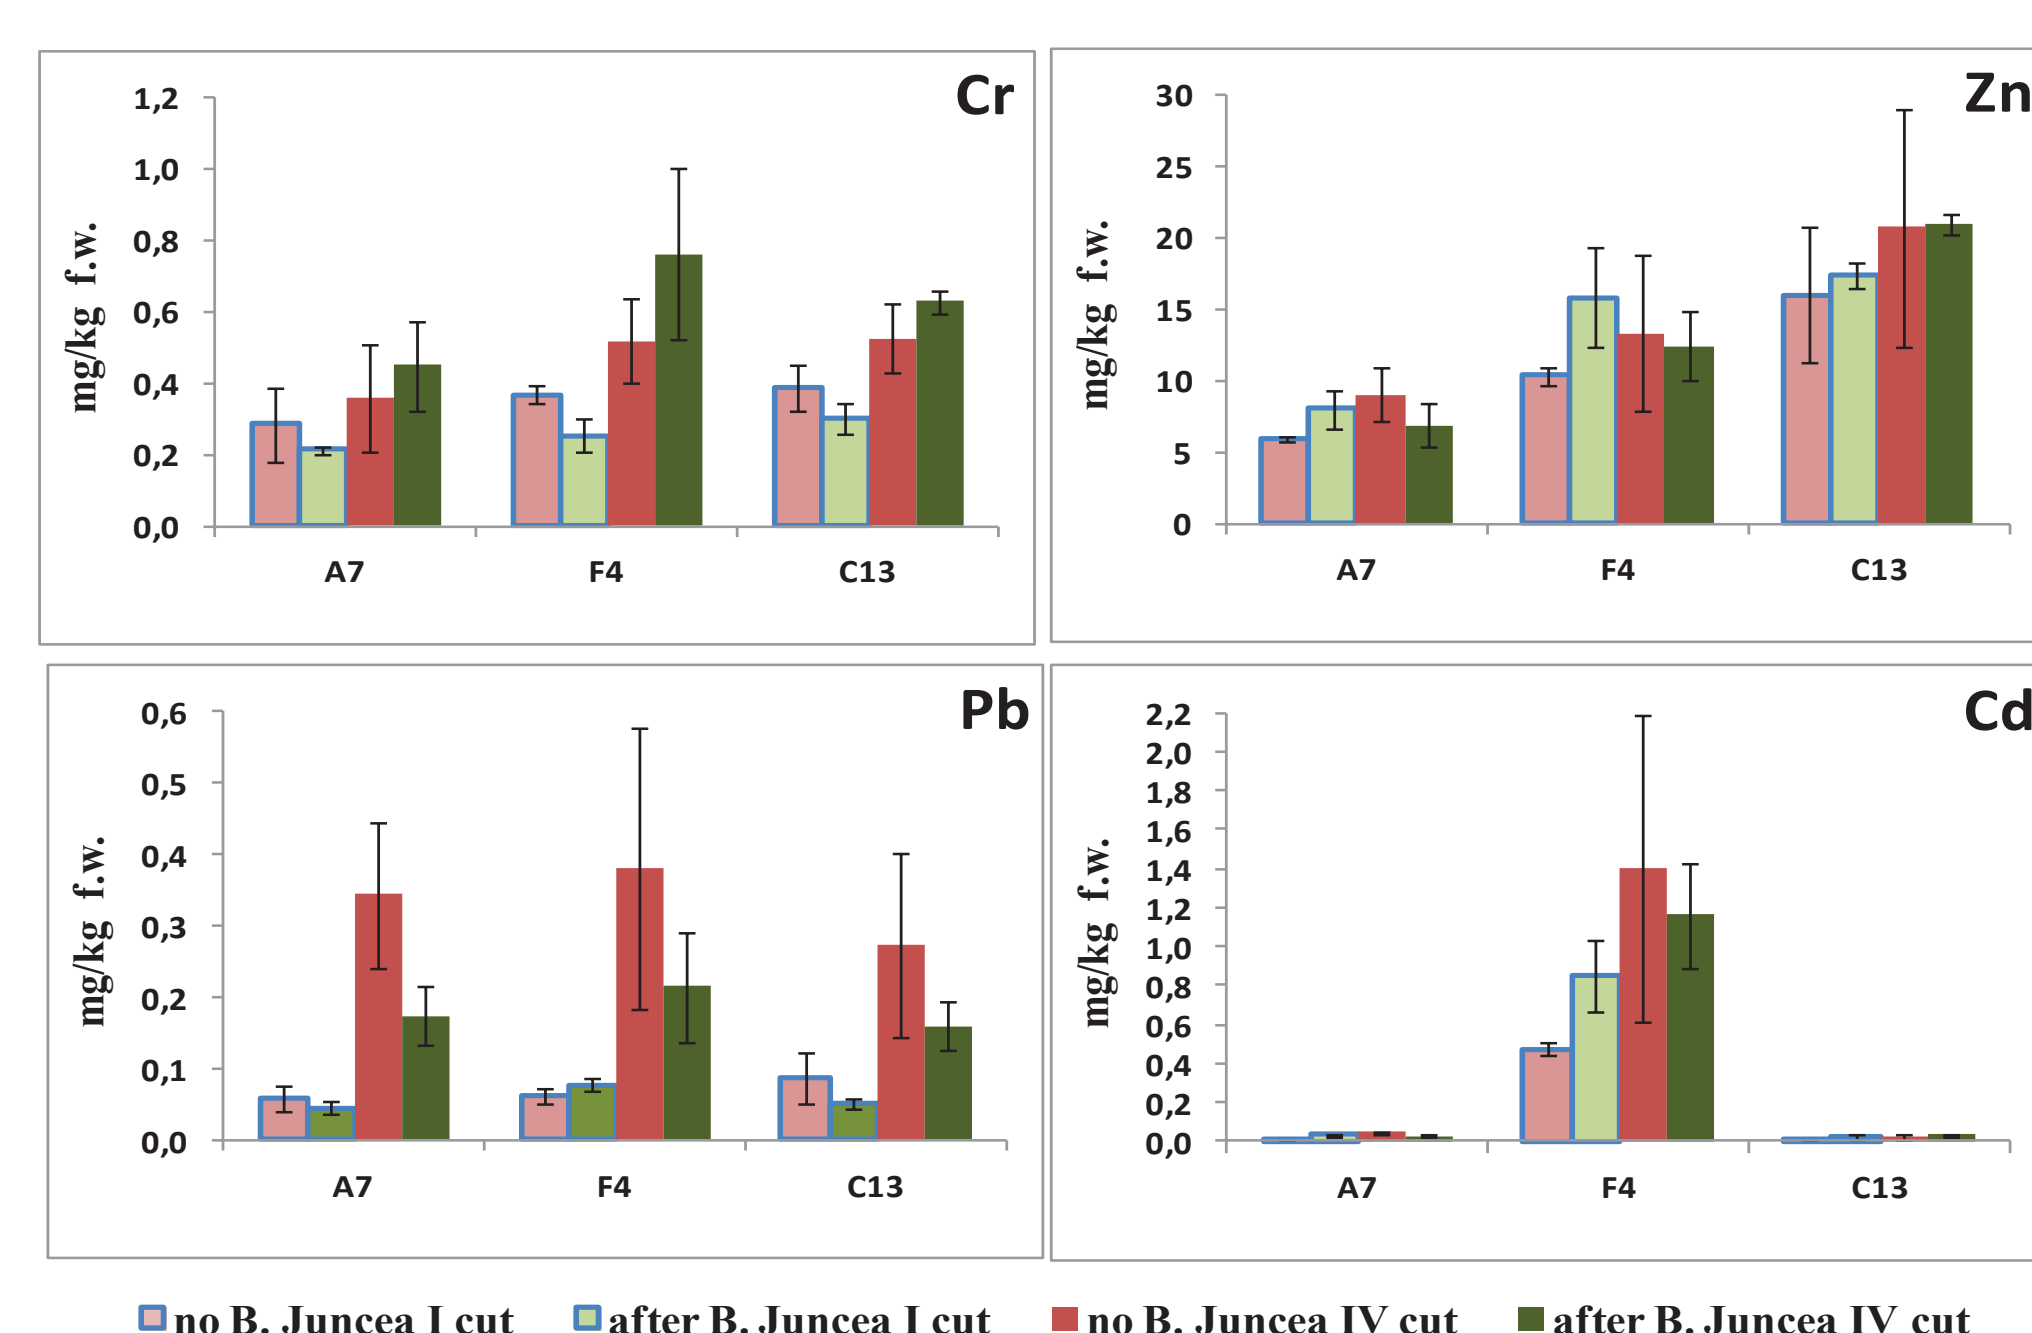 Cr
1,2
1,0
0,8
0,6
0,4
0,2
0,0
mg/kg f.w.
A7 F4 C13
Zn
30
25
20
15
10
5
0
mg/kg f.w.
A7 F4 C13
Pb
0,6
0,5
0,4
0,3
0,2
0,1
0,0
mg/kg f.w.
A7 F4 C13
Cd
2,2
2,0
1,8
1,6
1,4
1,2
1,0
0,8
0,6
0,4
0,2
0,0
mg/kg f.w.
A7 F4 C13
no B. Juncea I cut after B. Juncea I cut no B. Juncea IV cut after B. Juncea IV cut